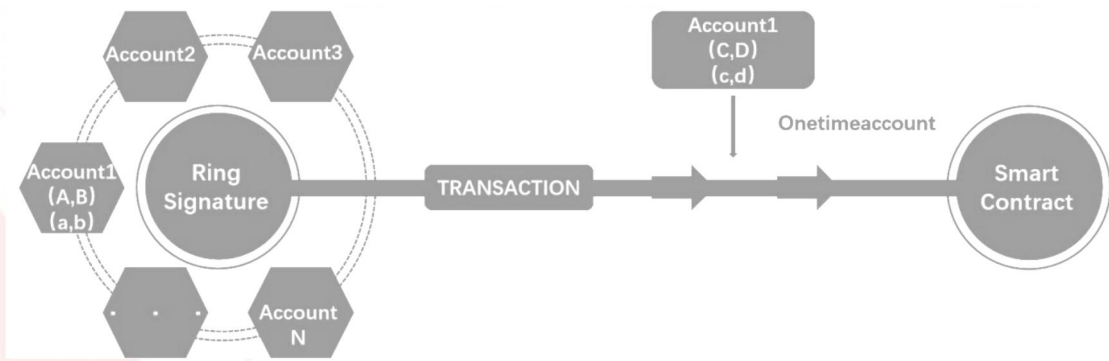 Account2
Account3
Account1
(A,B)
(a,b)
Ring
Signature
. . .
Account
N
TRANSACTION
Account1
(C,D)
(c,d)
Onetimeaccount
Smart
Contract